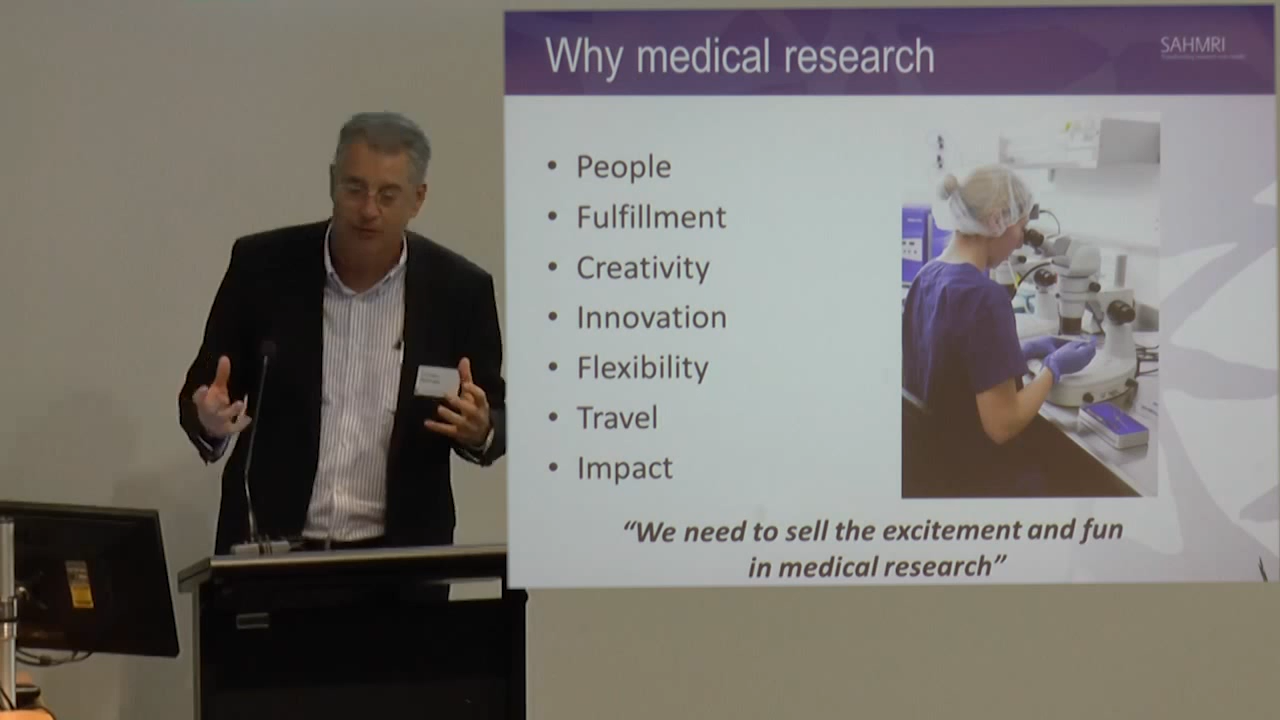 Why medical research
SAHMRI
• People
• Fulfillment
• Creativity
• Innovation
• Flexibility
• Travel
• Impact
“We need to sell the excitement and fun
in medical research”